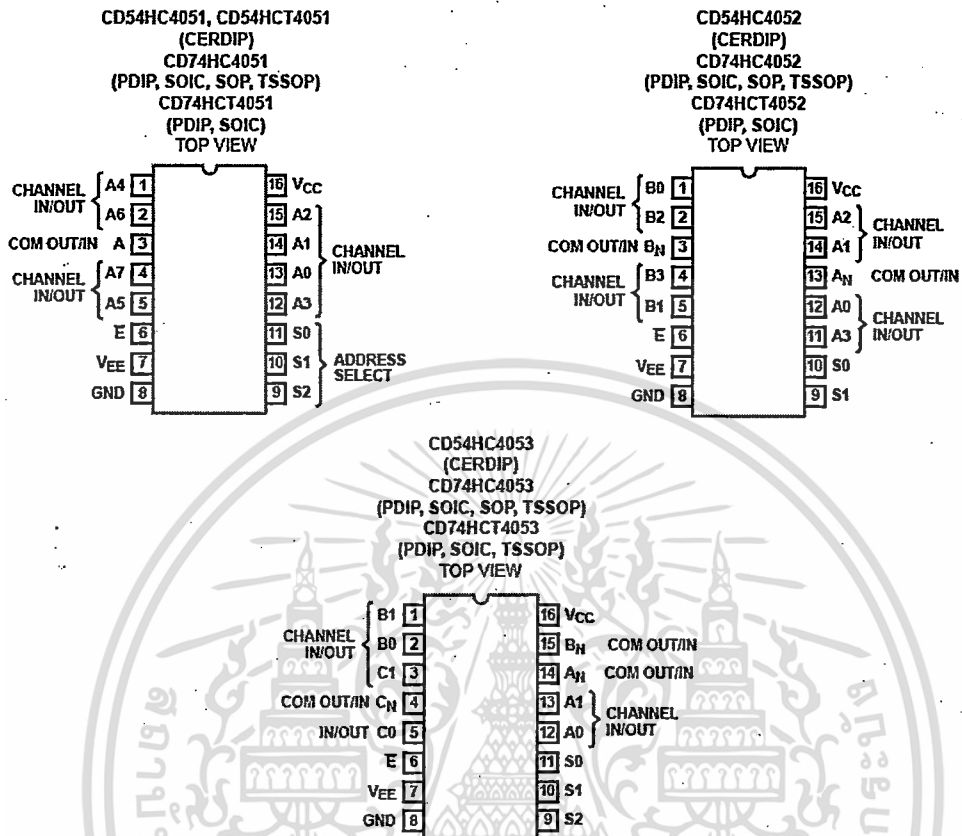 CD54HC4051, CD54HCT4051
(CERDIP)
CD74HC4051
(PDIP, SOIC, SOP, TSSOP)
CD74HCT4051
(PDIP, SOIC)
TOP VIEW
CHANNEL IN/OUT
A4 1
A6 2
COM OUT/IN A 3
CHANNEL IN/OUT
A7 4
A5 5
E̅ 6
VEE 7
GND 8
16 VCC
15 A2
14 A1
13 A0
12 A3
CHANNEL IN/OUT
11 S0
10 S1
9 S2
ADDRESS SELECT
CD54HC4052
(CERDIP)
CD74HC4052
(PDIP, SOIC, SOP, TSSOP)
CD74HCT4052
(PDIP, SOIC)
TOP VIEW
CHANNEL IN/OUT
B0 1
B2 2
COM OUT/IN BN 3
CHANNEL IN/OUT
B3 4
B1 5
E̅ 6
VEE 7
GND 8
16 VCC
15 A2
14 A1
CHANNEL IN/OUT
13 AN COM OUT/IN
12 A0
11 A3
CHANNEL IN/OUT
10 S0
9 S1
CD54HC4053
(CERDIP)
CD74HC4053
(PDIP, SOIC, SOP, TSSOP)
CD74HCT4053
(PDIP, SOIC, TSSOP)
TOP VIEW
CHANNEL IN/OUT
B1 1
B0 2
C1 3
COM OUT/IN CN 4
IN/OUT C0 5
E̅ 6
VEE 7
GND 8
16 VCC
15 BN COM OUT/IN
14 AN COM OUT/IN
13 A1
12 A0
CHANNEL IN/OUT
11 S0
10 S1
9 S2